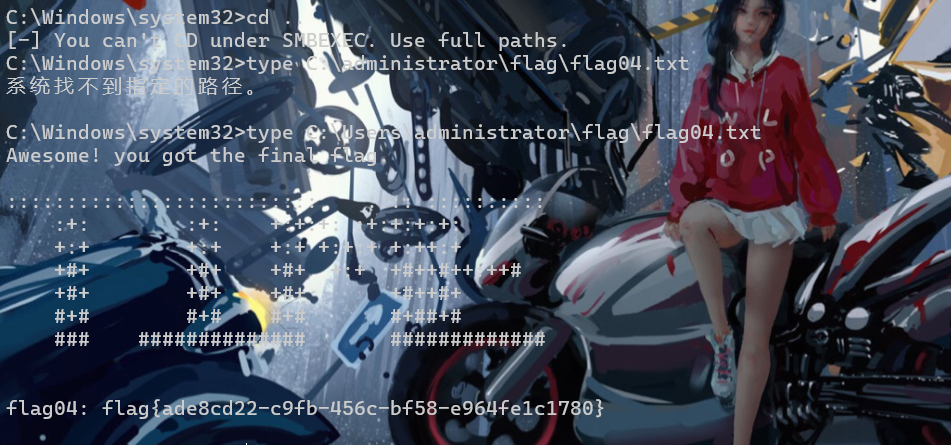 C:\Windows\system32>cd ..
[-] You can't CD under SMBEXEC. Use full paths.
C:\Windows\system32>type C:\administrator\flag\flag04.txt
系统找不到指定的路径。
C:\Windows\system32>type C:\Users\administrator\flag\flag04.txt
Awesome! you got the final flag.
W L
O P
:+: :+: +#+ +#+
+:+ +:+
+#+ +#+ +#+
+#+ +#+ +#+ +#++#+
#+# #+# #+# #+##+#
### ############## #############
flag04: flag{ade8cd22-c9fb-456c-bf58-e964fe1c1780}